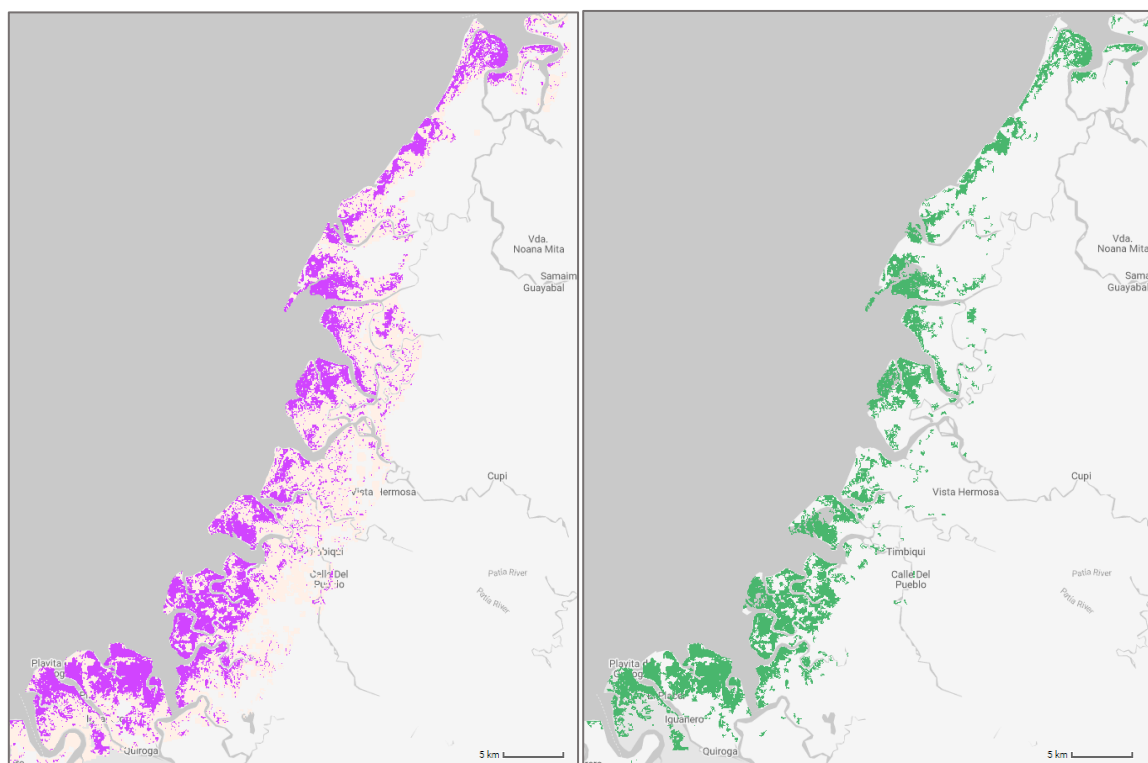 Vda.
Noana Mita
Samaim
Guayabal
Cupi
Vista Hermosa
Timbiqui
Calle Del
Pueblo
Patia River
Patia River
Playita
Quiroga
5 km
Vda.
Noana Mita
Sama
Guayabal
Cupi
Vista Hermosa
Timbiqui
Calle Del
Pueblo
Patia River
Patia River
Playita
Iguanero
Quiroga
5 km